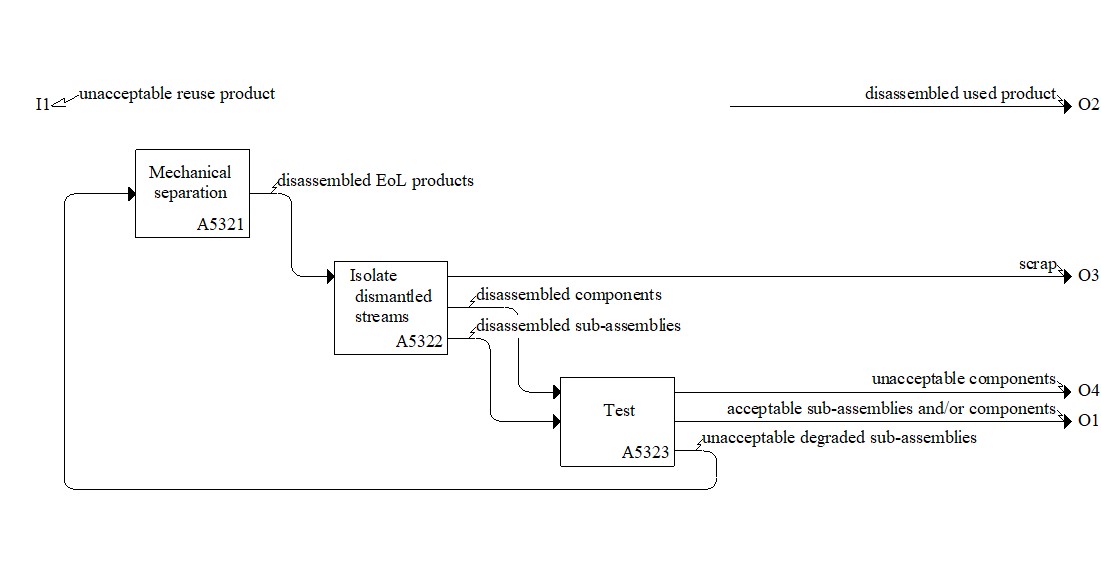 I1 unacceptable reuse product
disassembled used product O2
Mechanical
separation
A5321
disassembled EoL products
scrap O3
Isolate
dismantled
streams
A5322
disassembled components
disassembled sub-assemblies
unacceptable components O4
acceptable sub-assemblies and/or components O1
Test
A5323
unacceptable degraded sub-assemblies